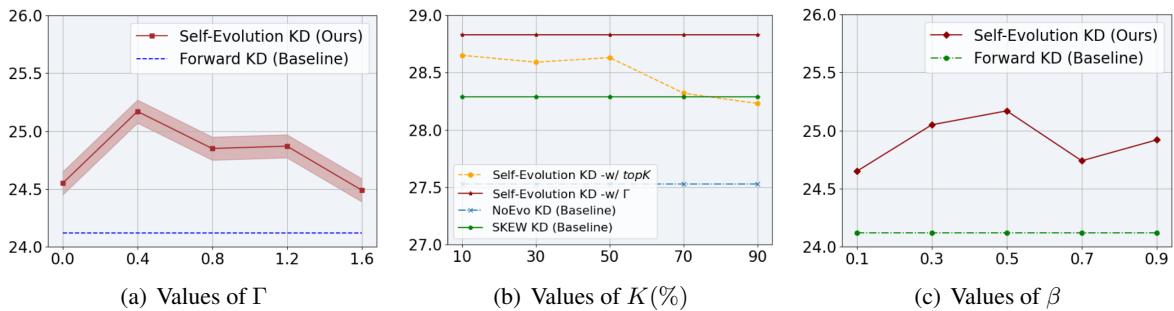 26.0
25.5
25.0
24.5
24.0
Self-Evolution KD (Ours)
Forward KD (Baseline)
0.0 0.4 0.8 1.2 1.6
(a) Values of Γ
29.0
28.5
28.0
27.5
27.0
Self-Evolution KD -w/ topK
Self-Evolution KD -w/ Γ
NoEvo KD (Baseline)
SKEW KD (Baseline)
10 30 50 70 90
(b) Values of K(%)
26.0
25.5
25.0
24.5
24.0
Self-Evolution KD (Ours)
Forward KD (Baseline)
0.1 0.3 0.5 0.7 0.9
(c) Values of β